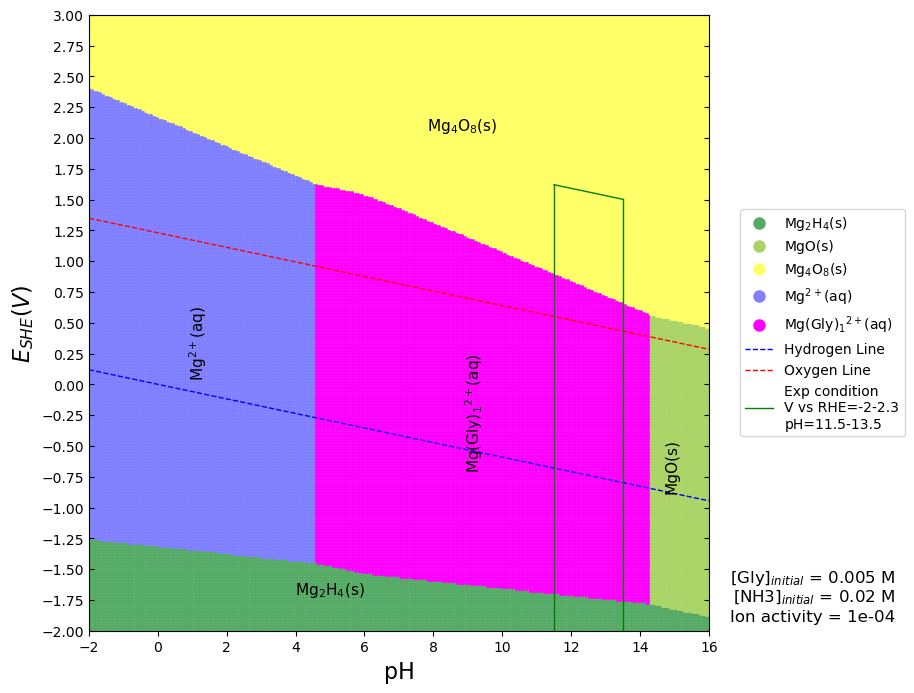 3.00
2.75
2.50
2.25
2.00
1.75
1.50
1.25
1.00
0.75
0.50
0.25
0.00
−0.25
−0.50
−0.75
−1.00
−1.25
−1.50
−1.75
−2.00
E_SHE(V)
−2 0 2 4 6 8 10 12 14 16
pH
Mg₄O₈(s)
Mg²⁺(aq)
Mg(Gly)₁²⁺(aq)
MgO(s)
Mg₂H₄(s)
Mg₂H₄(s)
MgO(s)
Mg₄O₈(s)
Mg²⁺(aq)
Mg(Gly)₁²⁺(aq)
Hydrogen Line
Oxygen Line
Exp condition
V vs RHE=-2-2.3
pH=11.5-13.5
[Gly]initial = 0.005 M
[NH3]initial = 0.02 M
Ion activity = 1e-04